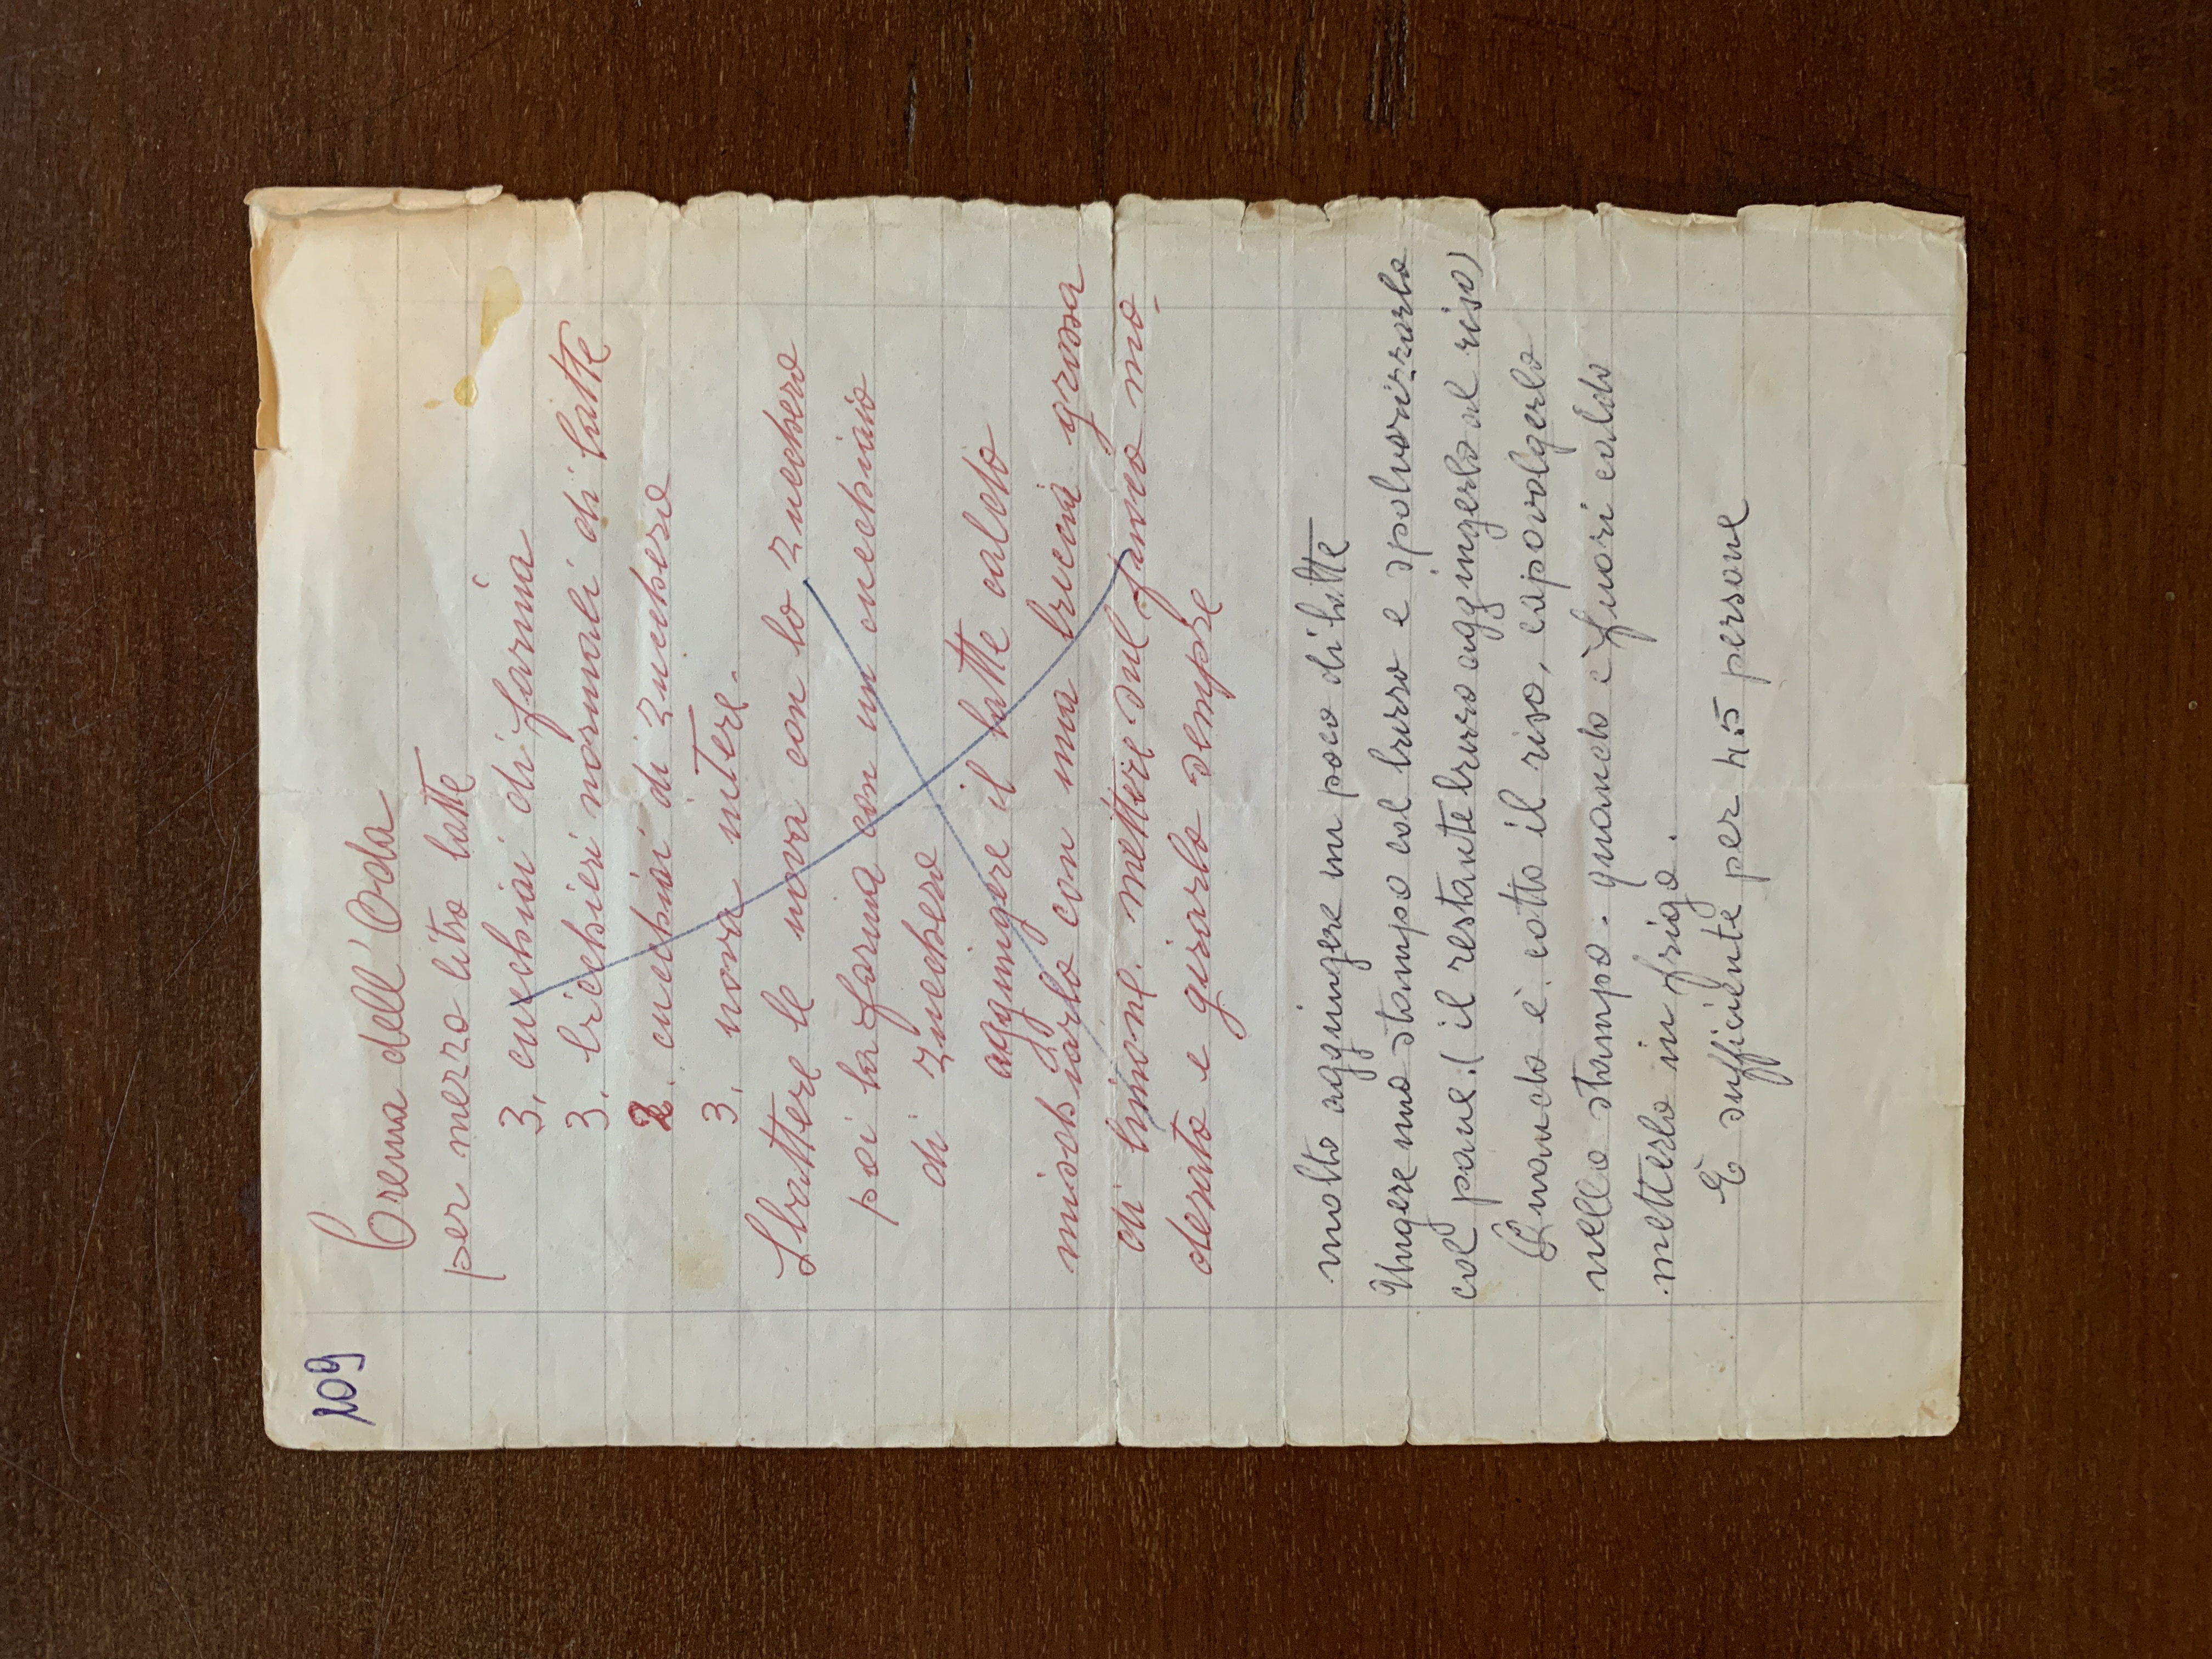 109
Crema dell'Oda
per mezzo litro latte
3, cucchiai di farina
3. bicchieri normali di latte
2. cucchiai di zucchero
3, uova intere.
Sbattere le uova con lo zucchero
poi la farina con un cucchiaio
di zucchero
aggiungere il latte caldo
mischiarlo con una buccia grossa
di limone. mettere sul fuoco mo-
derato e girarlo sempre
molto aggiungere un poco di latte
Ungere uno stampo col burro e spolverizzarlo
col pane. (il restante burro aggingerlo al riso)
Quando è. cotto il riso, capovolgerlo
nello stampo. quando è fuori caldo
metterlo in frigo.
È sufficiente per 4.5 persone